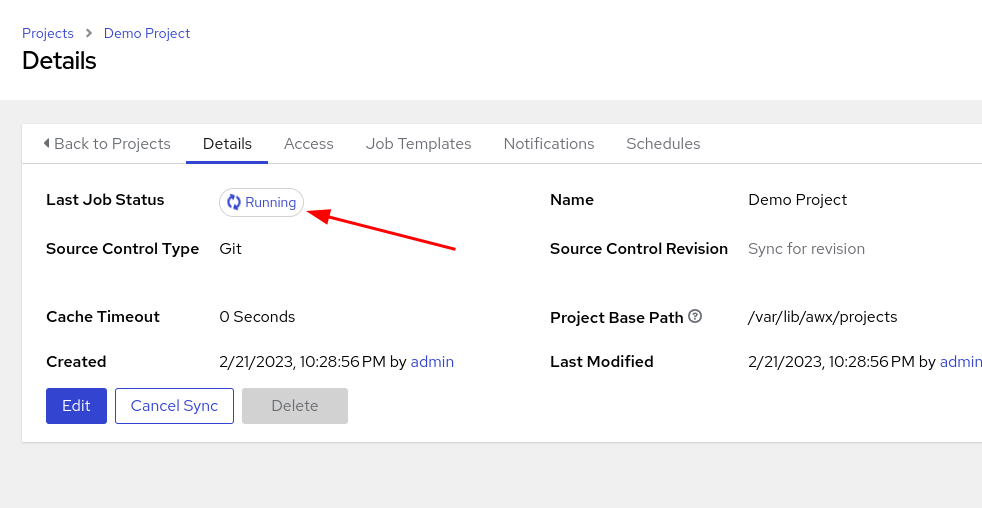 Projects > Demo Project
Details
Back to Projects Details Access Job Templates Notifications Schedules
Last Job Status Running Name Demo Project
Source Control Type Git Source Control Revision Sync for revision
Cache Timeout 0 Seconds Project Base Path /var/lib/awx/projects
Created 2/21/2023, 10:28:56 PM by admin Last Modified 2/21/2023, 10:28:56 PM by admin
Edit Cancel Sync Delete